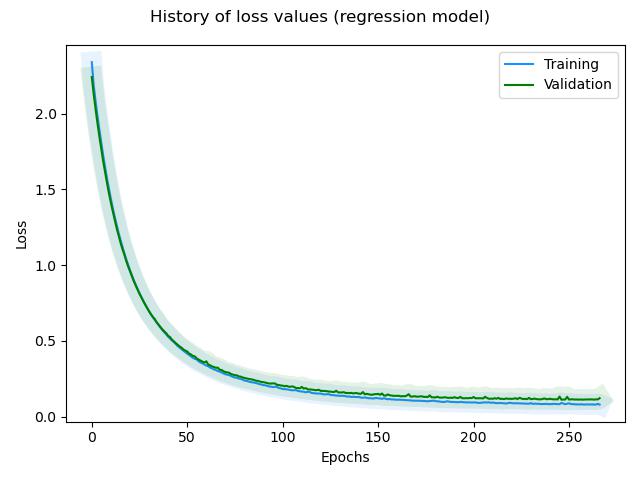 History of loss values (regression model)
Training
Validation
2.0
1.5
1.0
0.5
0.0
Loss
0
50
100
150
200
250
Epochs